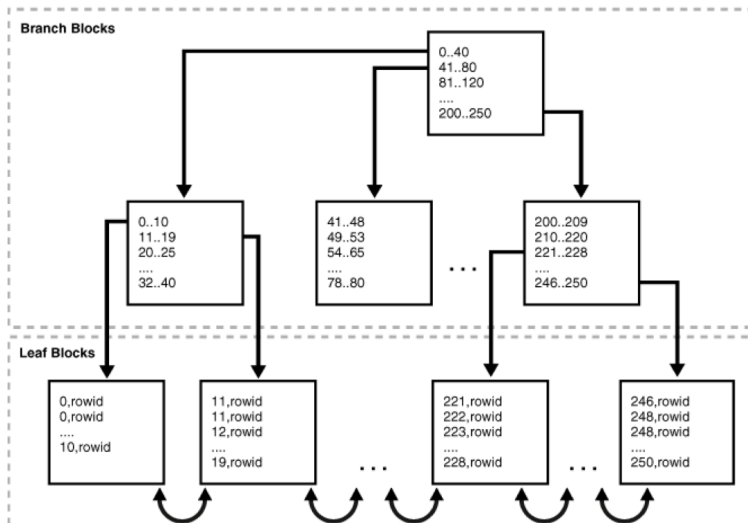 Branch Blocks
0..40
41..80
81..120
....
200..250
0..10
11..19
20..25
....
32..40
41..48
49..53
54..65
....
78..80
...
200..209
210..220
221..228
....
246..250
Leaf Blocks
0,rowid
0,rowid
....
10,rowid
11,rowid
11,rowid
12,rowid
....
19,rowid
...
221,rowid
222,rowid
223,rowid
....
228,rowid
...
246,rowid
248,rowid
248,rowid
....
250,rowid